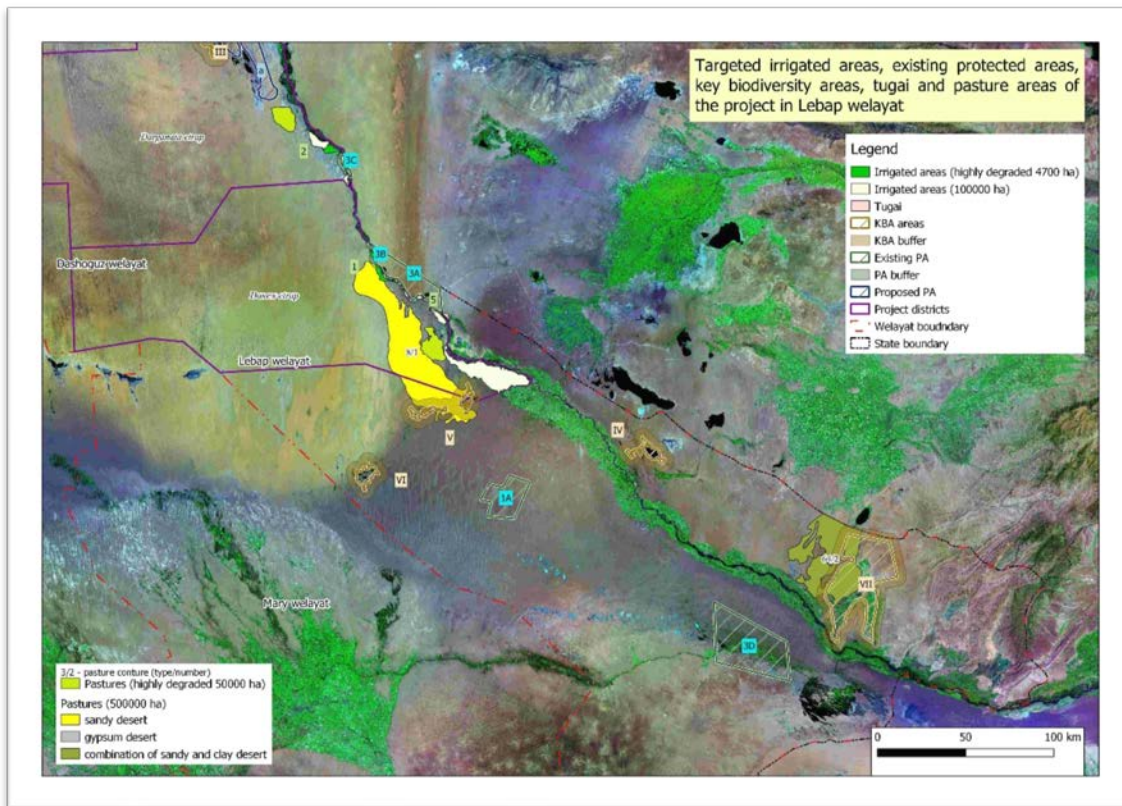 Targeted irrigated areas, existing protected areas,
key biodiversity areas, tugai and pasture areas of
the project in Lebap welayat
Legend
Irrigated areas (highly degraded 4700 ha)
Irrigated areas (100000 ha)
Tugai
KBA areas
KBA buffer
Existing PA
PA buffer
Proposed PA
Project districts
Welayat boundary
State boundary
III
a
2
3C
Dashoguz welayat
3B
1
3A
5
Lebap welayat
V
IV
VI
1A
VII
Mary welayat
3D
3/2 - pasture conture (type/number)
Pastures (highly degraded 50000 ha)
Pastures (500000 ha)
sandy desert
gypsum desert
combination of sandy and clay desert
0 50 100 km